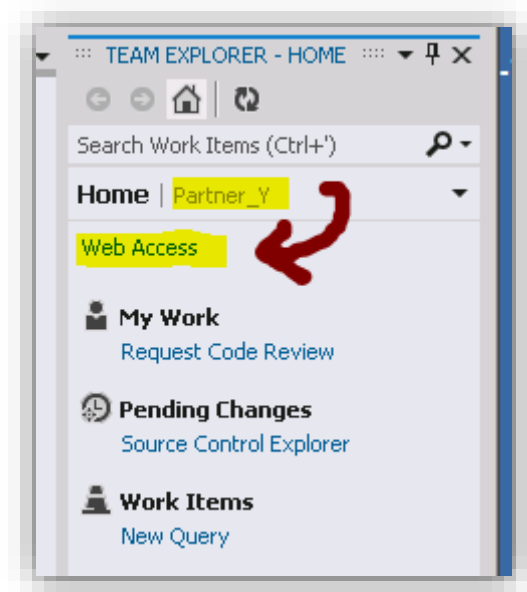 TEAM EXPLORER - HOME
Search Work Items (Ctrl+')
Home | Partner_Y
Web Access
My Work
Request Code Review
Pending Changes
Source Control Explorer
Work Items
New Query